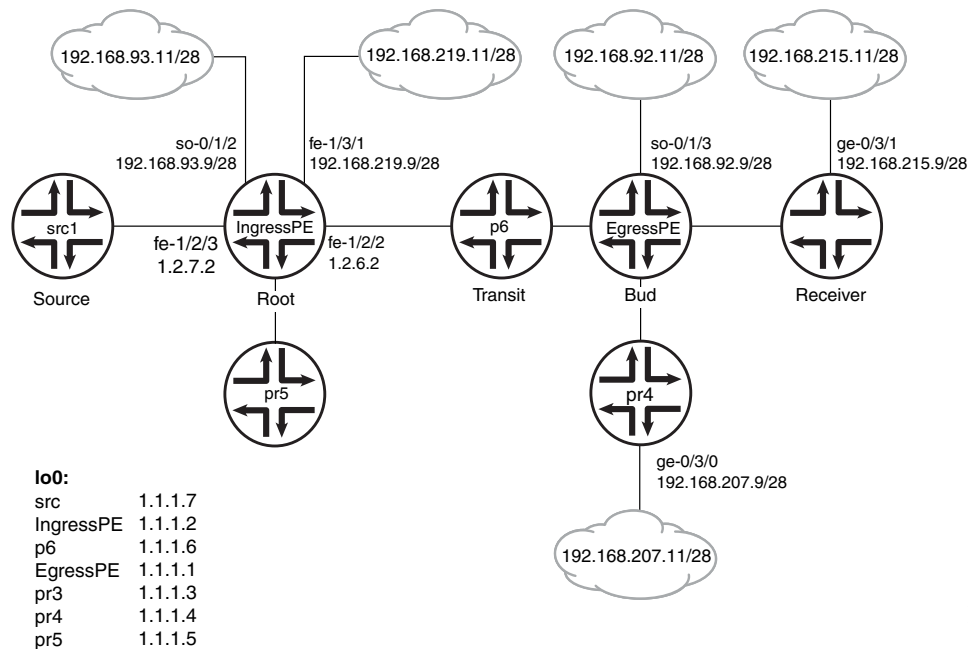 192.168.93.11/28
192.168.219.11/28
192.168.92.11/28
192.168.215.11/28
so-0/1/2
192.168.93.9/28
fe-1/3/1
192.168.219.9/28
so-0/1/3
192.168.92.9/28
ge-0/3/1
192.168.215.9/28
src1
IngressPE
p6
EgressPE
fe-1/2/3
1.2.7.2
fe-1/2/2
1.2.6.2
Source
Root
Transit
Bud
Receiver
pr5
pr4
ge-0/3/0
192.168.207.9/28
192.168.207.11/28
lo0:
src 1.1.1.7
IngressPE 1.1.1.2
p6 1.1.1.6
EgressPE 1.1.1.1
pr3 1.1.1.3
pr4 1.1.1.4
pr5 1.1.1.5